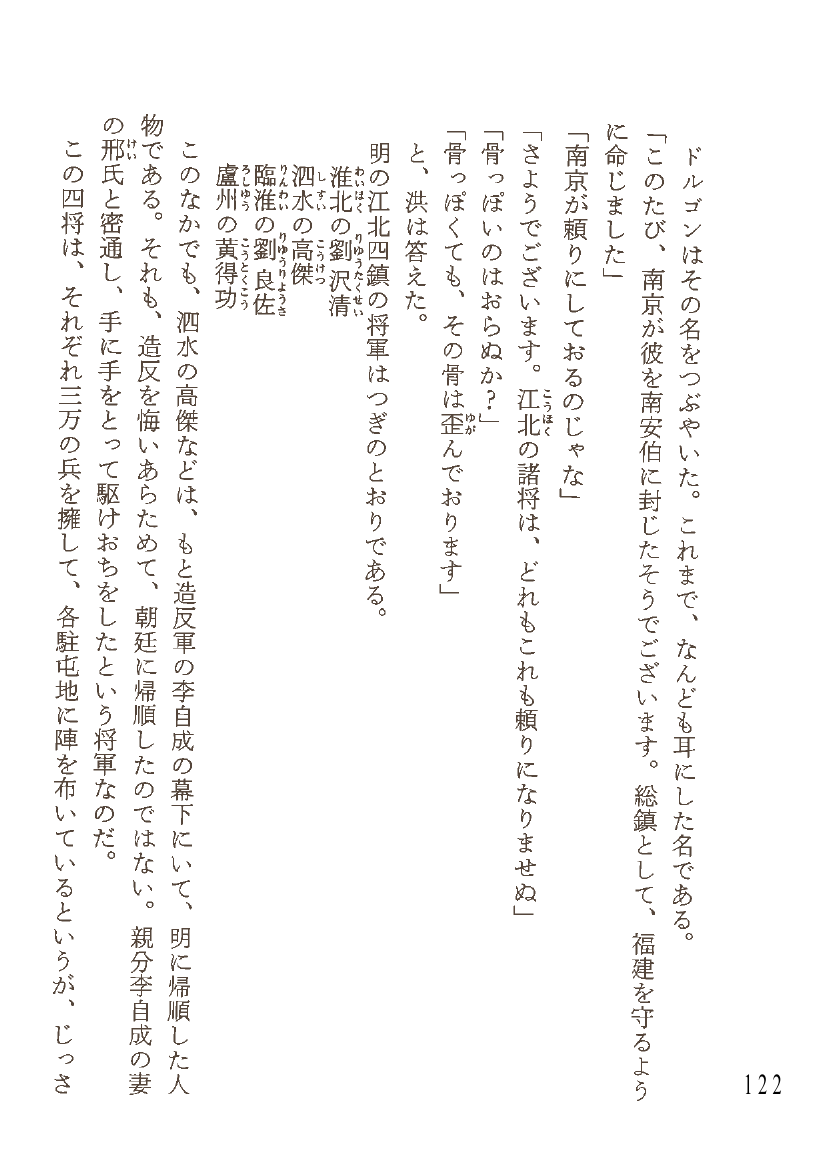 ドルゴンはその名をつぶやいた。これまで、なんども耳にした名である。
「このたび、南京が彼を南安伯に封じたそうでございます。総鎮として、福建を守るよう
に命じました」
「南京が頼りにしておるのじゃな」
「さようでございます。江北の諸将は、どれもこれも頼りになりませぬ」
「骨っぽいのはおらぬか?」
「骨っぽくても、その骨は歪んでおります」
と、洪は答えた。
明の江北四鎮の将軍はつぎのとおりである。
淮北の劉沢清
泗水の高傑
臨淮の劉良佐
盧州の黄得功
このなかでも、泗水の高傑などは、もと造反軍の李自成の幕下にいて、明に帰順した人
物である。それも、造反を悔いあらためて、朝廷に帰順したのではない。親分李自成の妻
の邢氏と密通し、手に手をとって駆けおちをしたという将軍なのだ。
この四将は、それぞれ三万の兵を擁して、各駐屯地に陣を布いているというが、じっさ
122